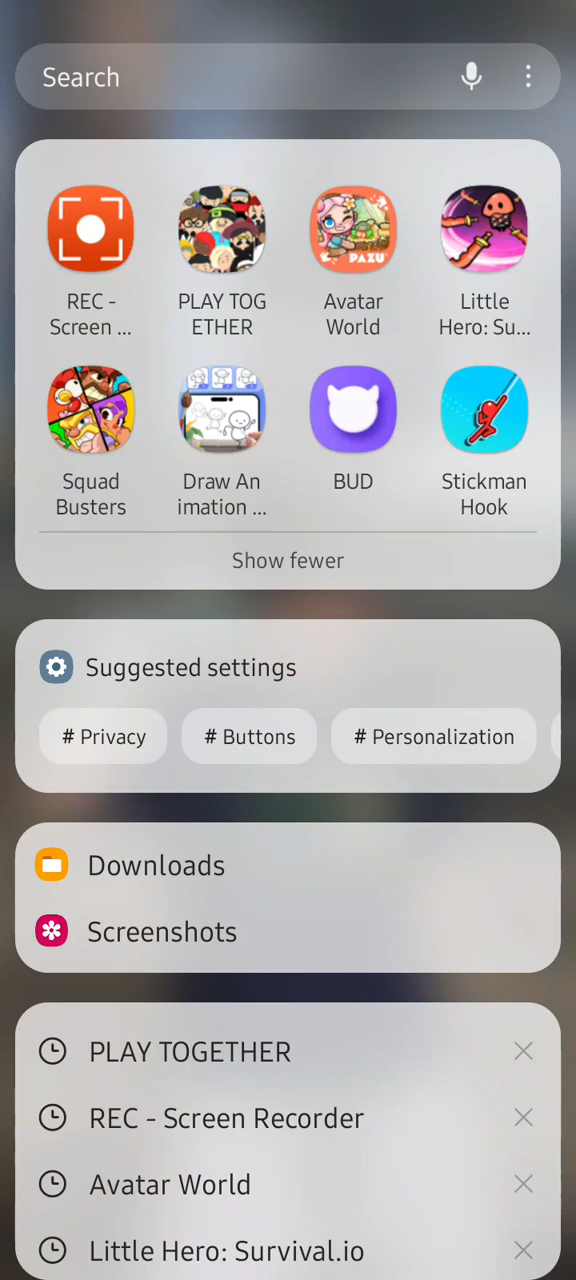 Search
REC -
Screen ...
PLAY TOG
ETHER
PAZU
Avatar
World
Little
Hero: Su...
Squad
Busters
Draw An
imation ...
BUD
Stickman
Hook
Show fewer
Suggested settings
# Privacy
# Buttons
# Personalization
Downloads
Screenshots
PLAY TOGETHER
REC - Screen Recorder
Avatar World
Little Hero: Survival.io